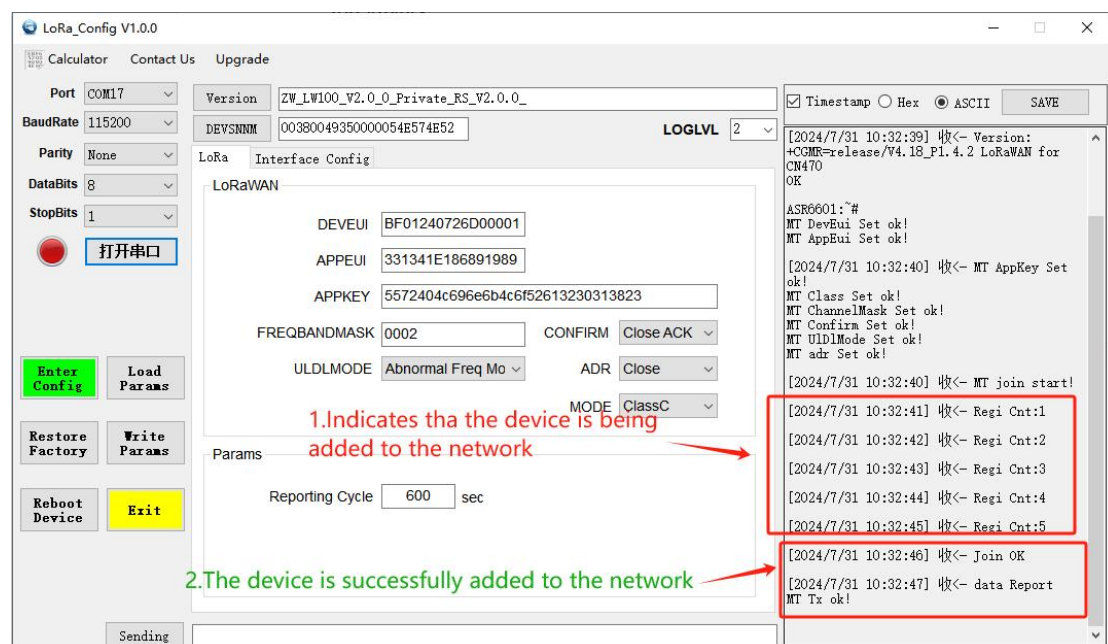 LoRa_Config V1.0.0
Calculator Contact Us Upgrade
Port COM17
BaudRate 115200
Parity None
DataBits 8
StopBits 1
打开串口
Enter Config
Load Params
Restore Factory
Write Params
Reboot Device
Exit
Sending
Version ZW_LW100_V2.0_0_Private_RS_V2.0.0_
DEVSNNM 00380049350000054E574E52
LOGLVL 2
LoRa Interface Config
LoRaWAN
DEVEUI BF01240726D00001
APPEUI 331341E186891989
APPKEY 5572404c696e6b4c6f52613230313823
FREQBANDMASK 0002 CONFIRM Close ACK
ULDLMODE Abnormal Freq Mo ADR Close
MODE ClassC
1.Indicates tha the device is being
added to the network
Params
Reporting Cycle 600 sec
2.The device is successfully added to the network
Timestamp Hex ASCII SAVE
[2024/7/31 10:32:39] 收<- Version:
+CGMR=release/V4.18_P1.4.2 LoRaWAN for
CN470
OK
ASR6601:~#
MT DevEui Set ok!
MT AppEui Set ok!
[2024/7/31 10:32:40] 收<- MT AppKey Set
ok!
MT Class Set ok!
MT ChannelMask Set ok!
MT Confirm Set ok!
MT UlDlMode Set ok!
MT adr Set ok!
[2024/7/31 10:32:40] 收<- MT join start!
[2024/7/31 10:32:41] 收<- Regi Cnt:1
[2024/7/31 10:32:42] 收<- Regi Cnt:2
[2024/7/31 10:32:43] 收<- Regi Cnt:3
[2024/7/31 10:32:44] 收<- Regi Cnt:4
[2024/7/31 10:32:45] 收<- Regi Cnt:5
[2024/7/31 10:32:46] 收<- Join OK
[2024/7/31 10:32:47] 收<- data Report
MT Tx ok!